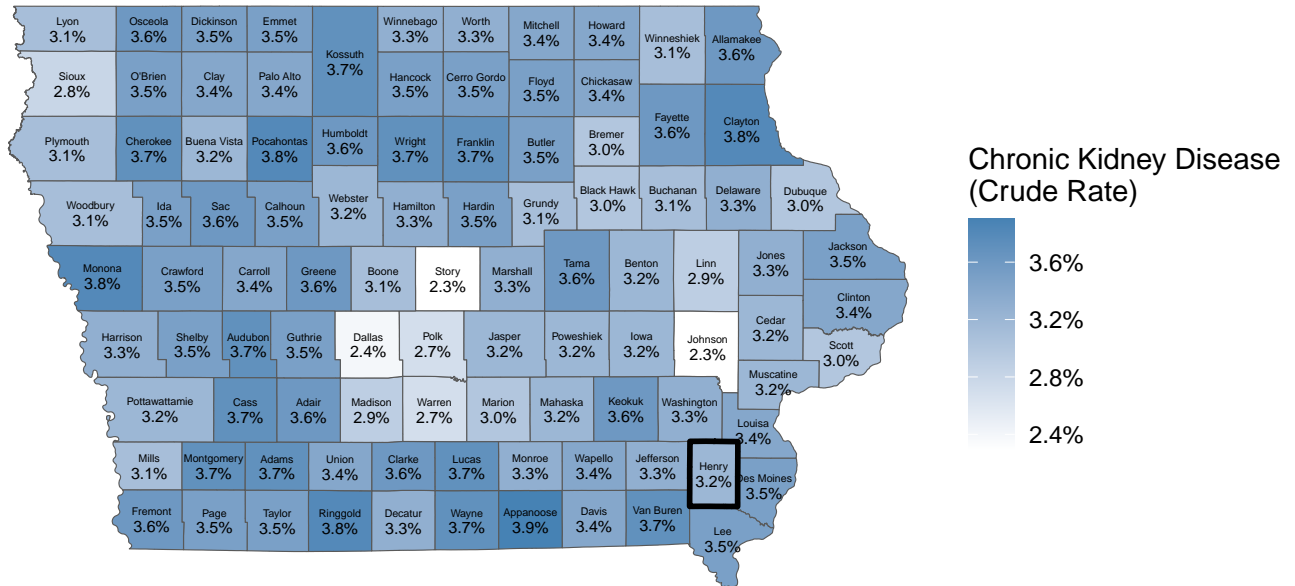 Lyon
3.1%
Osceola
3.6%
Dickinson
3.5%
Emmet
3.5%
Kossuth
3.7%
Winnebago
3.3%
Worth
3.3%
Mitchell
3.4%
Howard
3.4%
Winneshiek
3.1%
Allamakee
3.6%
Sioux
2.8%
O'Brien
3.5%
Clay
3.4%
Palo Alto
3.4%
Hancock
3.5%
Cerro Gordo
3.5%
Floyd
3.5%
Chickasaw
3.4%
Fayette
3.6%
Clayton
3.8%
Plymouth
3.1%
Cherokee
3.7%
Buena Vista
3.2%
Pocahontas
3.8%
Humboldt
3.6%
Wright
3.7%
Franklin
3.7%
Butler
3.5%
Bremer
3.0%
Woodbury
3.1%
Ida
3.5%
Sac
3.6%
Calhoun
3.5%
Webster
3.2%
Hamilton
3.3%
Hardin
3.5%
Grundy
3.1%
Black Hawk
3.0%
Buchanan
3.1%
Delaware
3.3%
Dubuque
3.0%
Monona
3.8%
Crawford
3.5%
Carroll
3.4%
Greene
3.6%
Boone
3.1%
Story
2.3%
Marshall
3.3%
Tama
3.6%
Benton
3.2%
Linn
2.9%
Jones
3.3%
Jackson
3.5%
Clinton
3.4%
Harrison
3.3%
Shelby
3.5%
Audubon
3.7%
Guthrie
3.5%
Dallas
2.4%
Polk
2.7%
Jasper
3.2%
Poweshiek
3.2%
Iowa
3.2%
Johnson
2.3%
Cedar
3.2%
Scott
3.0%
Muscatine
3.2%
Pottawattamie
3.2%
Cass
3.7%
Adair
3.6%
Madison
2.9%
Warren
2.7%
Marion
3.0%
Mahaska
3.2%
Keokuk
3.6%
Washington
3.3%
Louisa
3.4%
Mills
3.1%
Montgomery
3.7%
Adams
3.7%
Union
3.4%
Clarke
3.6%
Lucas
3.7%
Monroe
3.3%
Wapello
3.4%
Jefferson
3.3%
Henry
3.2%
Des Moines
3.5%
Fremont
3.6%
Page
3.5%
Taylor
3.5%
Ringgold
3.8%
Decatur
3.3%
Wayne
3.7%
Appanoose
3.9%
Davis
3.4%
Van Buren
3.7%
Lee
3.5%
Chronic Kidney Disease
(Crude Rate)
3.6%
3.2%
2.8%
2.4%